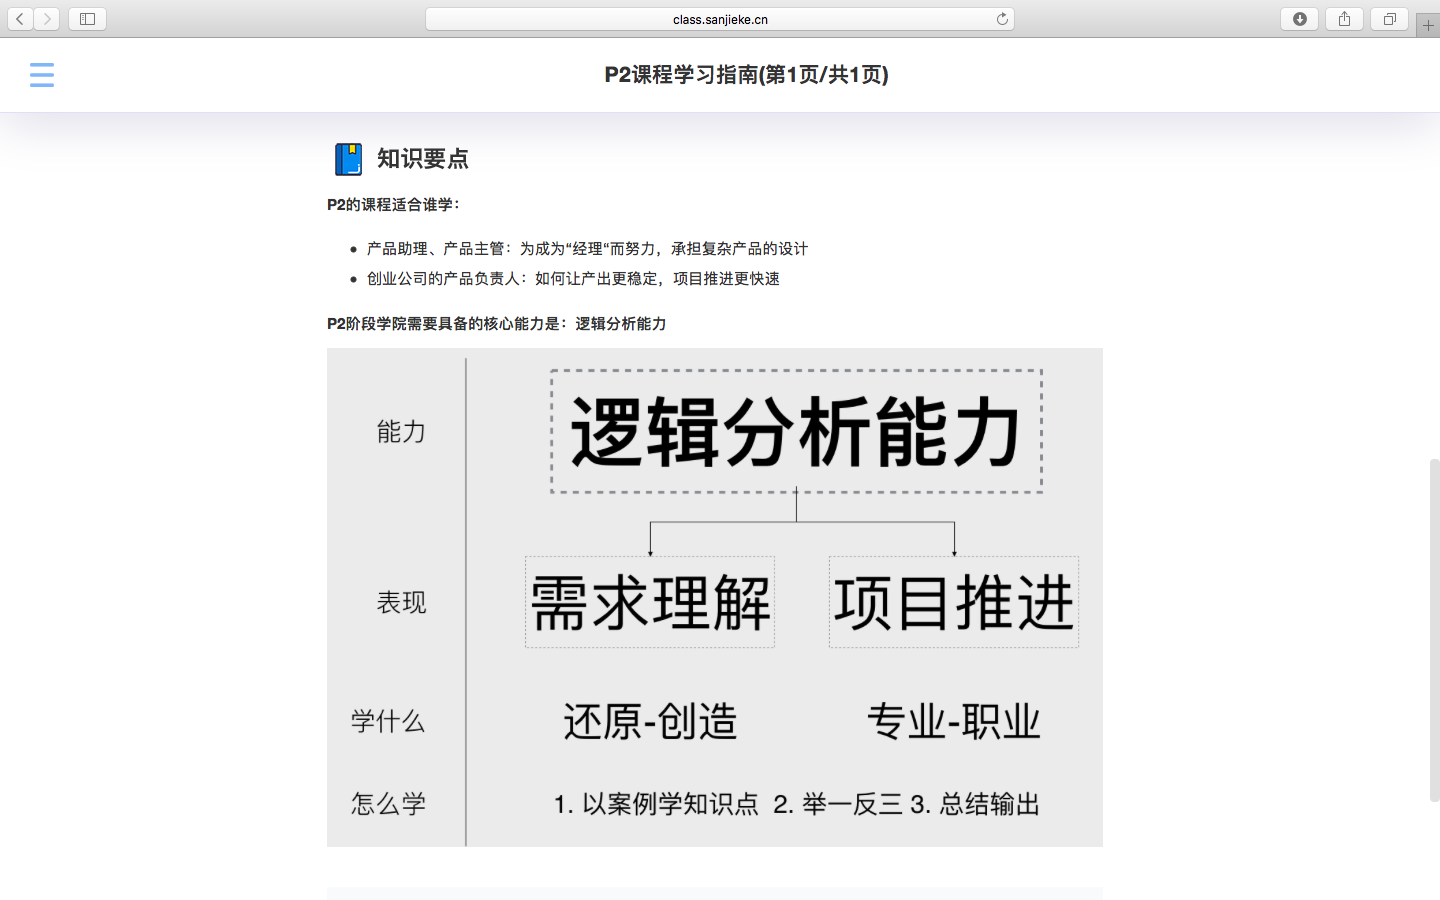 class.sanjieke.cn
P2课程学习指南(第1页/共1页)
知识要点
P2的课程适合谁学：
产品助理、产品主管：为成为“经理“而努力，承担复杂产品的设计
创业公司的产品负责人：如何让产出更稳定，项目推进更快速
P2阶段学院需要具备的核心能力是：逻辑分析能力
能力
逻辑分析能力
表现
需求理解 项目推进
学什么
还原-创造 专业-职业
怎么学
1. 以案例学知识点 2. 举一反三 3. 总结输出